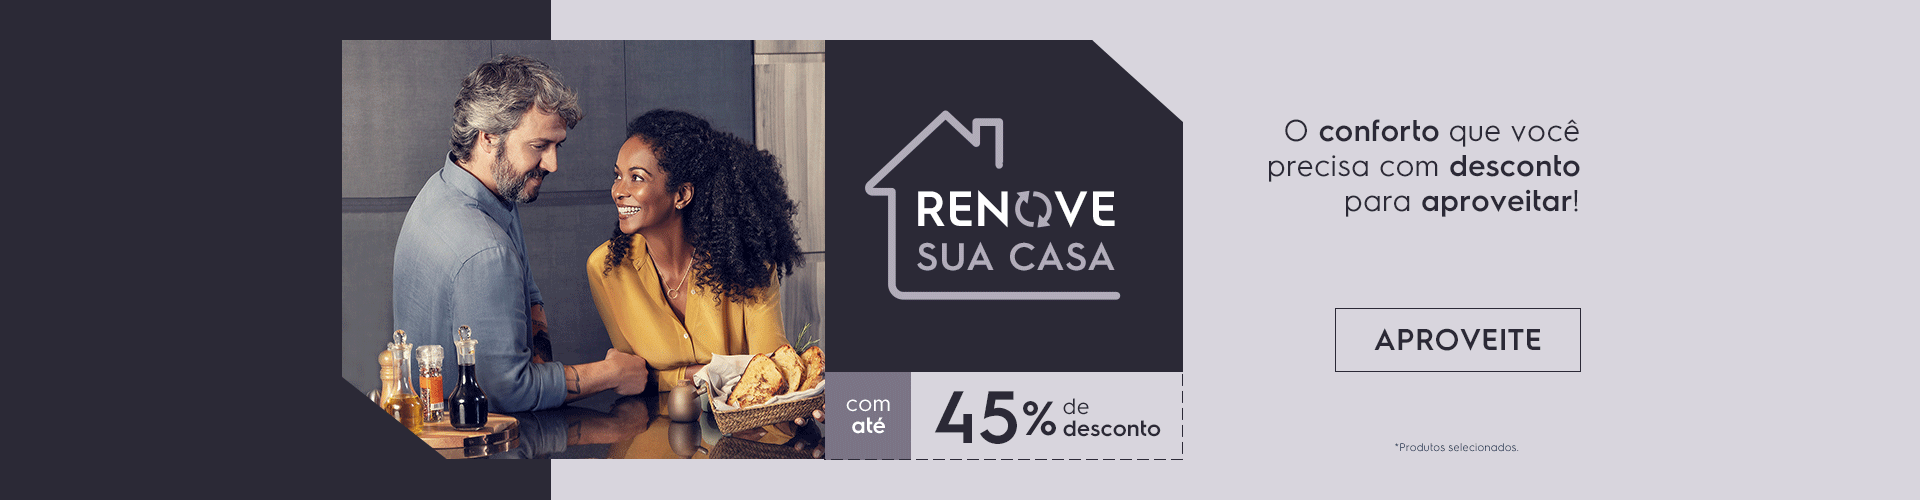 RENOVE
SUA CASA
com
até
45% de
desconto
O conforto que você
precisa com desconto
para aproveitar!
APROVEITE
*Produtos selecionados.